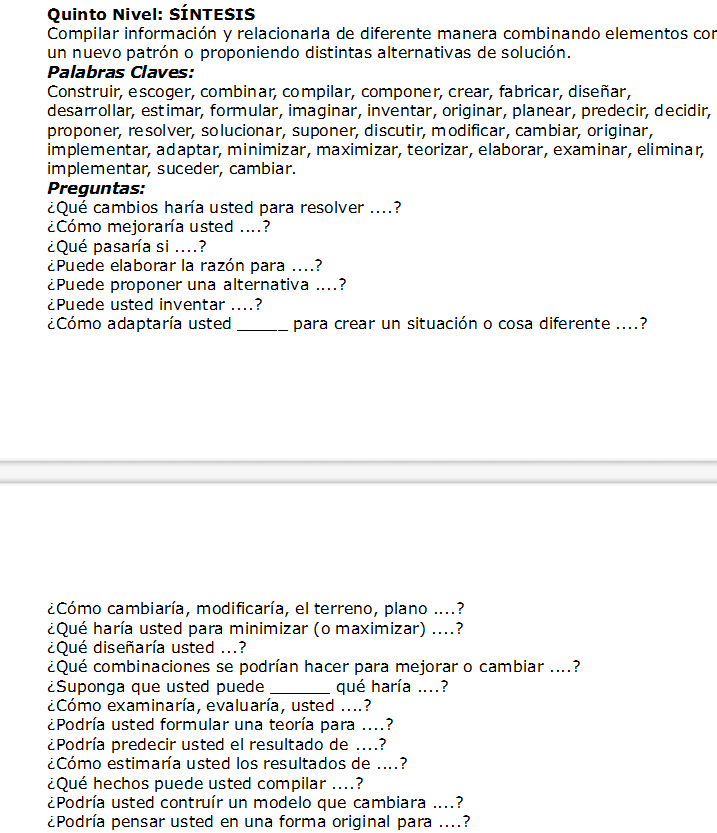 Quinto Nivel: SÍNTESIS
Compilar información y relacionarla de diferente manera combinando elementos con
un nuevo patrón o proponiendo distintas alternativas de solución.
Palabras Claves:
Construir, escoger, combinar, compilar, componer, crear, fabricar, diseñar,
desarrollar, estimar, formular, imaginar, inventar, originar, planear, predecir, decidir,
proponer, resolver, solucionar, suponer, discutir, modificar, cambiar, originar,
implementar, adaptar, minimizar, maximizar, teorizar, elaborar, examinar, eliminar,
implementar, suceder, cambiar.
Preguntas:
¿Qué cambios haría usted para resolver ....?
¿Cómo mejoraría usted ....?
¿Qué pasaría si ....?
¿Puede elaborar la razón para ....?
¿Puede proponer una alternativa ....?
¿Puede usted inventar ....?
¿Cómo adaptaría usted ______ para crear un situación o cosa diferente ....?
¿Cómo cambiaría, modificaría, el terreno, plano ....?
¿Qué haría usted para minimizar (o maximizar) ....?
¿Qué diseñaría usted ...?
¿Qué combinaciones se podrían hacer para mejorar o cambiar ....?
¿Suponga que usted puede _______ qué haría ....?
¿Cómo examinaría, evaluaría, usted ....?
¿Podría usted formular una teoría para ....?
¿Podría predecir usted el resultado de ....?
¿Cómo estimaría usted los resultados de ....?
¿Qué hechos puede usted compilar ....?
¿Podría usted contruír un modelo que cambiara ....?
¿Podría pensar usted en una forma original para ....?